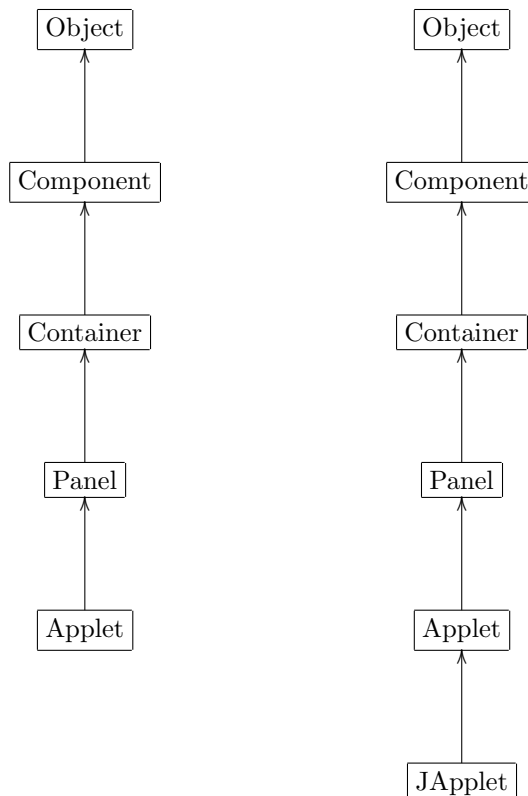 Object Object
Component Component
Container Container
Panel Panel
Applet Applet
JApplet